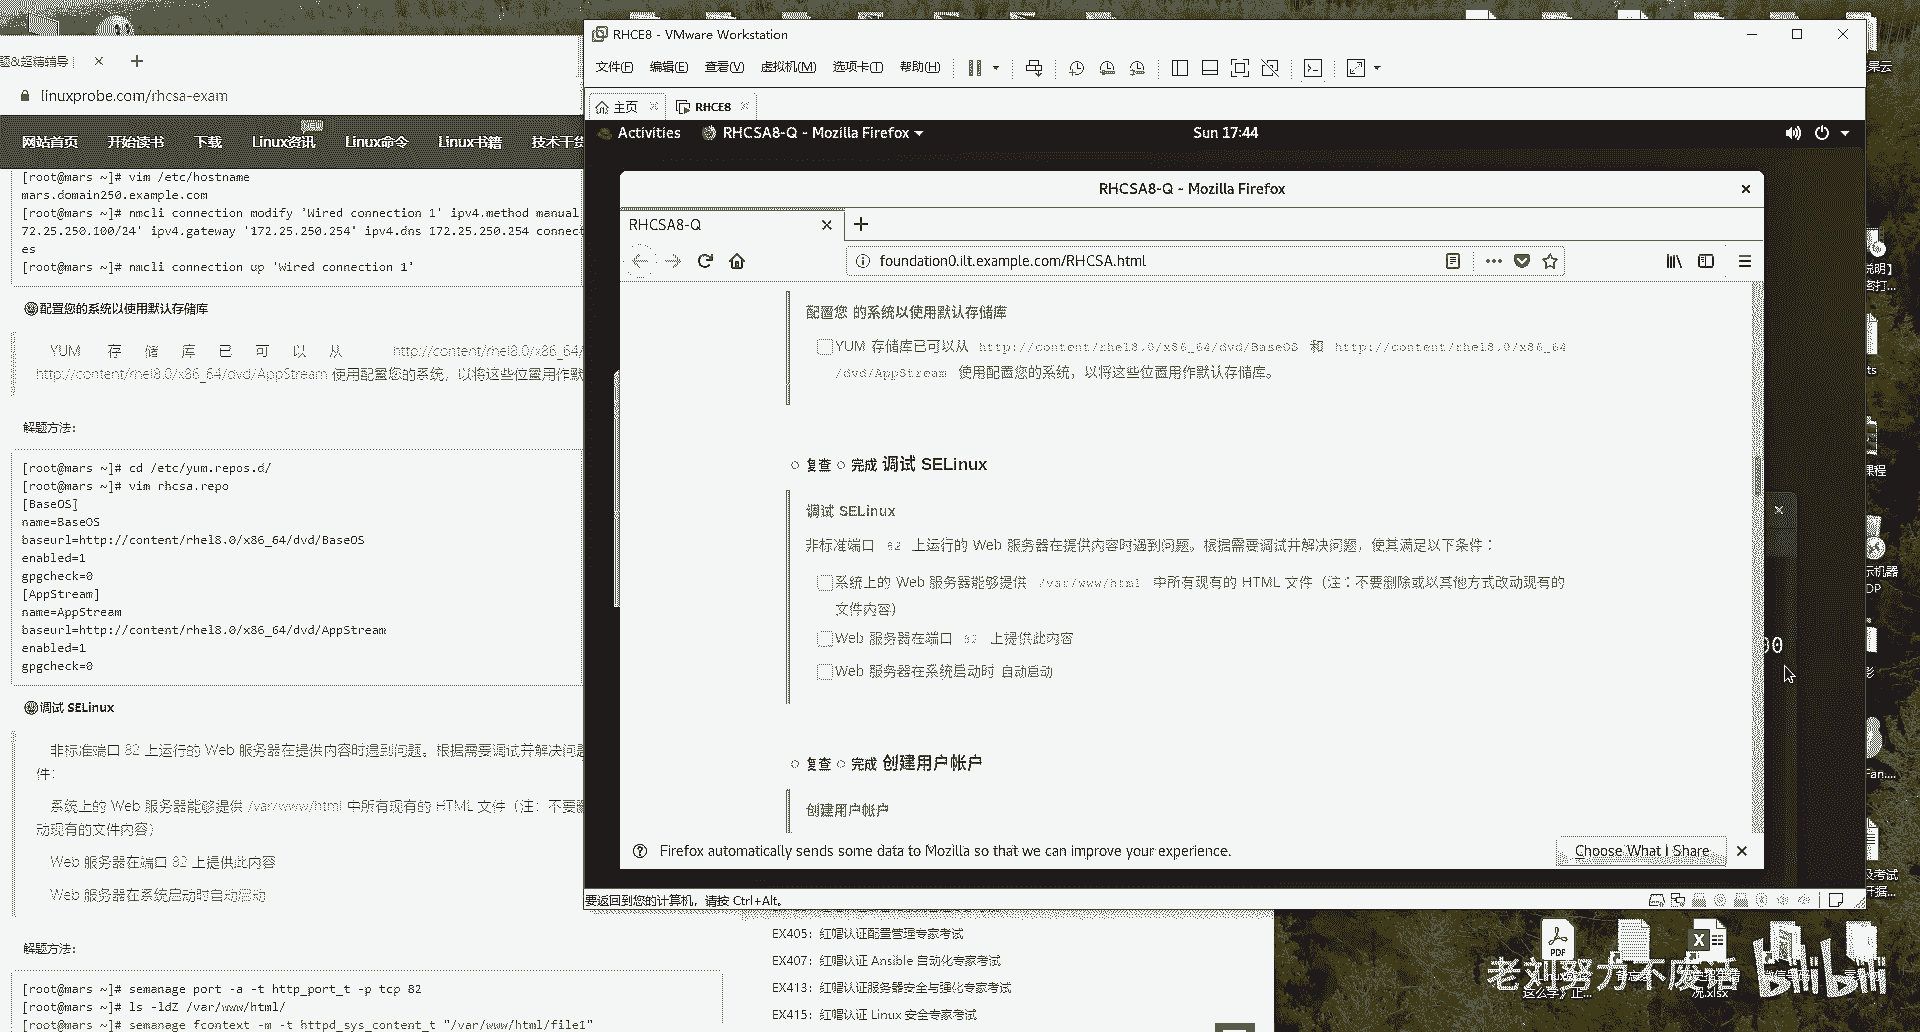 RHCE8 - VMware Workstation
文件(F) 编辑(E) 查看(V) 虚拟机(M) 选项卡(T) 帮助(H)
主页 RHCE8
Activities RHCSA8-Q - Mozilla Firefox Sun 17:44
RHCSA8-Q - Mozilla Firefox
RHCSA8-Q
foundation0.ilt.example.com/RHCSA.html
配置您 的系统以使用默认存储库
YUM 存储库已可以从 http://content/rhel8.0/x86_64/dvd/BaseOS 和 http://content/rhel8.0/x86_64
/dvd/AppStream 使用配置您的系统，以将这些位置用作默认存储库。
复查 完成 调试 SELinux
调试 SELinux
非标准端口 82 上运行的 Web 服务器在提供内容时遇到问题。根据需要调试并解决问题，使其满足以下条件：
系统上的 Web 服务器能够提供 /var/www/html 中所有现有的 HTML 文件（注：不要删除或以其他方式改动现有的
文件内容）
Web 服务器在端口 82 上提供此内容
Web 服务器在系统启动时 自动启动
复查 完成 创建用户帐户
创建用户帐户
Firefox automatically sends some data to Mozilla so that we can improve your experience.
Choose What I Share
要返回到您的计算机，请按 Ctrl+Alt。
linuxprobe.com/rhcsa-exam
网站首页 开始读书 下载 Linux资讯 NEW Linux命令 Linux书籍 技术干货
[root@mars ~]# vim /etc/hostname
mars.domain250.example.com
[root@mars ~]# nmcli connection modify 'Wired connection 1' ipv4.method manual
72.25.250.100/24' ipv4.gateway '172.25.250.254' ipv4.dns 172.25.250.254 connect
es
[root@mars ~]# nmcli connection up 'Wired connection 1'
配置您的系统以使用默认存储库
YUM 存储库已可以从 http://content/rhel8.0/x86_64/
http://content/rhel8.0/x86_64/dvd/AppStream 使用配置您的系统，以将这些位置用作默
解题方法：
[root@mars ~]# cd /etc/yum.repos.d/
[root@mars ~]# vim rhcsa.repo
[BaseOS]
name=BaseOS
baseurl=http://content/rhel8.0/x86_64/dvd/BaseOS
enabled=1
gpgcheck=0
[AppStream]
name=AppStream
baseurl=http://content/rhel8.0/x86_64/dvd/AppStream
enabled=1
gpgcheck=0
调试 SELinux
非标准端口 82 上运行的 Web 服务器在提供内容时遇到问题。根据需要调试并解决问题
件：
系统上的 Web 服务器能够提供 /var/www/html 中所有现有的 HTML 文件（注：不要删
动现有的文件内容）
Web 服务器在端口 82 上提供此内容
Web 服务器在系统启动时自动启动
解题方法：
[root@mars ~]# semanage port -a -t http_port_t -p tcp 82
[root@mars ~]# ls -ldZ /var/www/html/
[root@mars ~]# semanage fcontext -m -t httpd_sys_content_t "/var/www/html/file1"
EX405：红帽认证配置管理专家考试
EX407：红帽认证 Ansible 自动化专家考试
EX413：红帽认证服务器安全与强化专家考试
EX415：红帽认证 Linux 安全专家考试
老刘努力不废话 bilibili